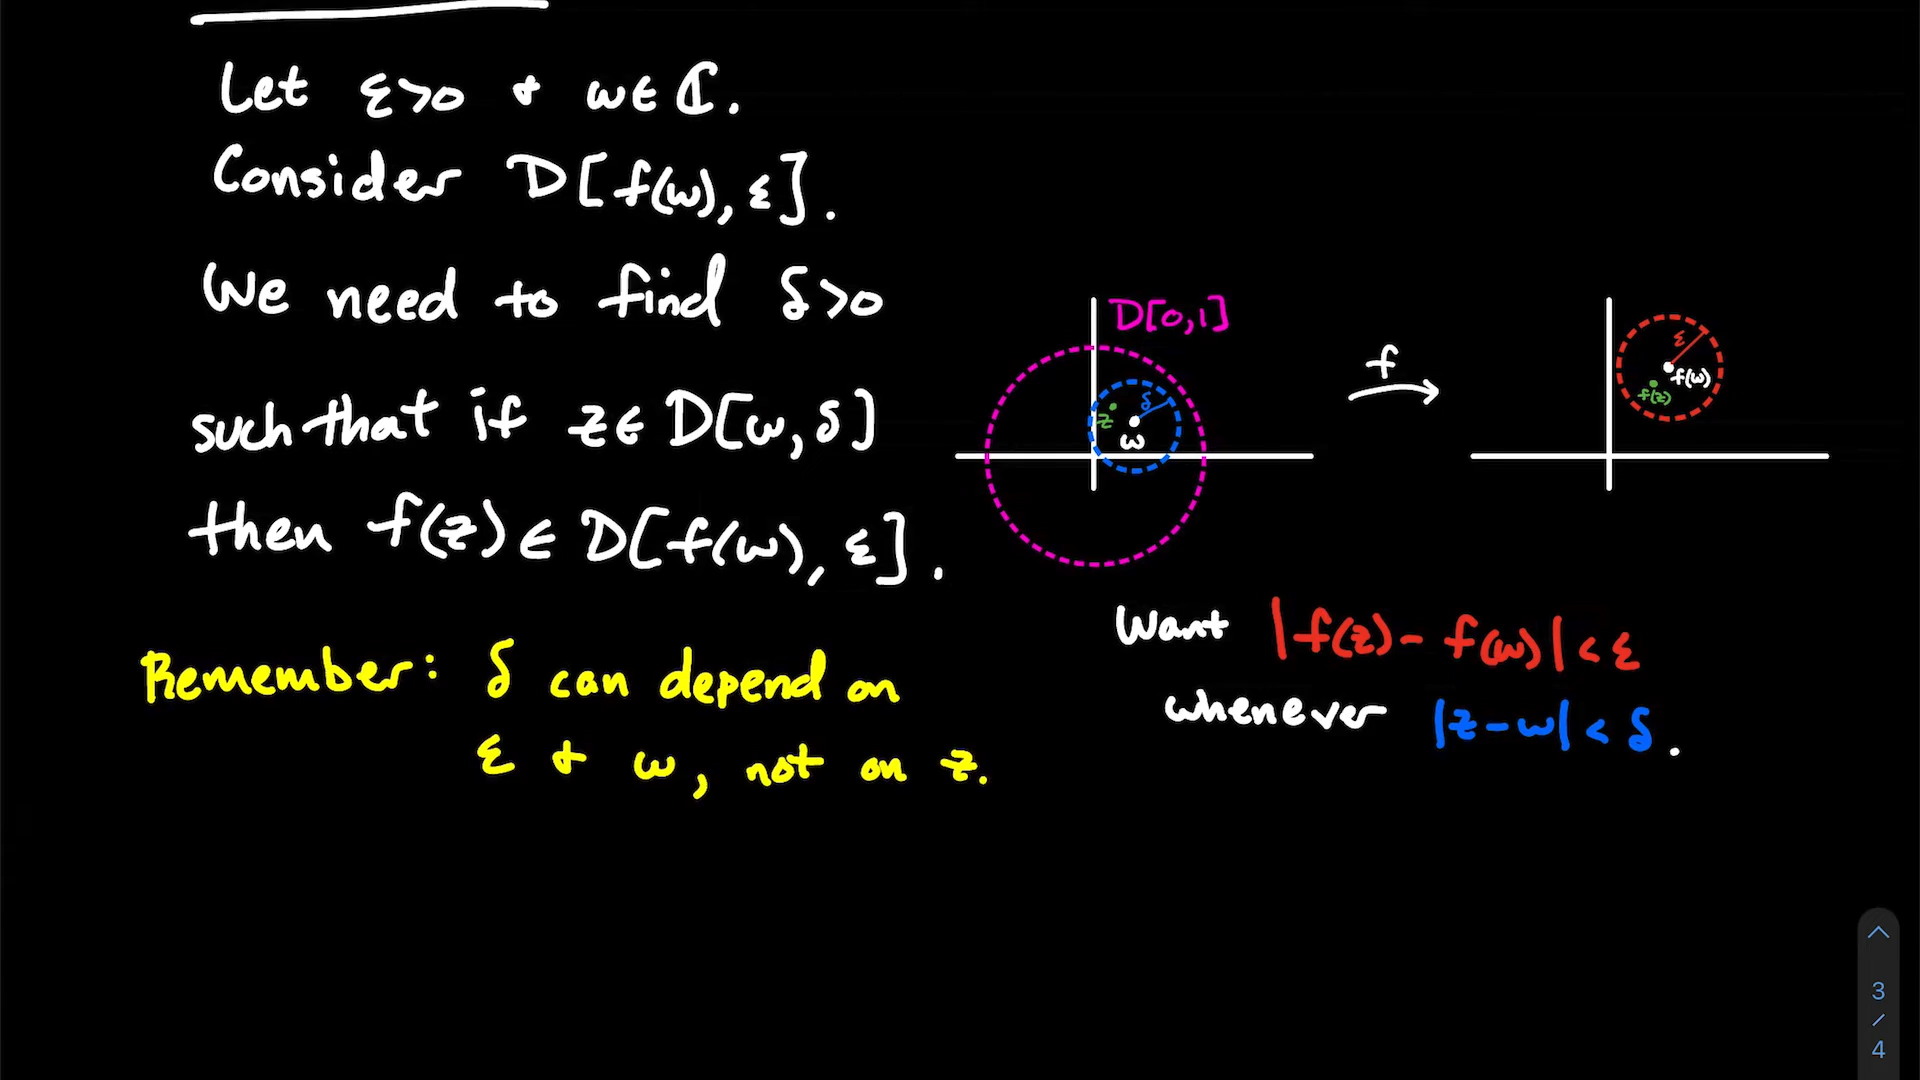 Let ε>0 & ω∈ℂ.
Consider D[f(ω), ε].
We need to find δ>0
such that if z∈D[ω, δ]
then f(z)∈D[f(ω), ε].
Remember: δ can depend on
ε & ω, not on z.
D[0,1]
δ
z
ω
f
ε
f(ω)
f(z)
Want |f(z)-f(ω)|<ε
whenever |z-ω|<δ.
3
/
4